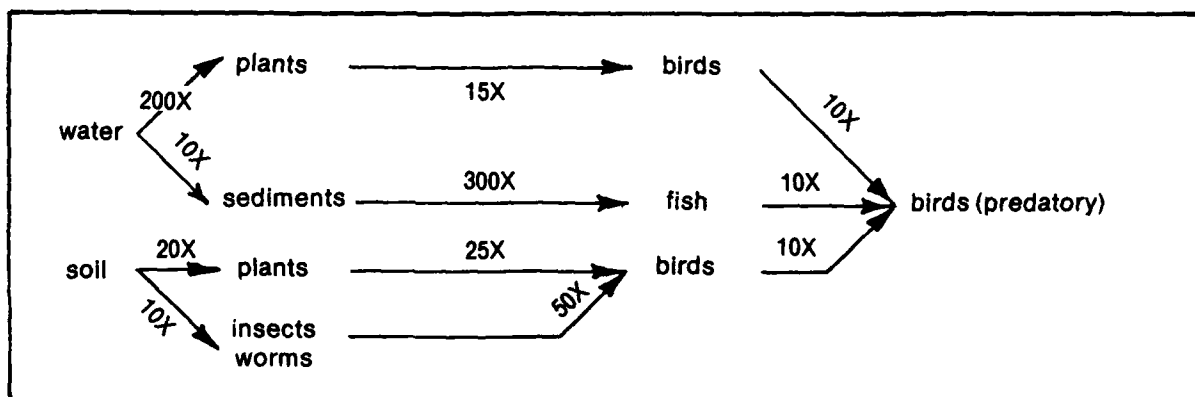 plants
15X
birds
200X
10X
water
10X
sediments
300X
fish
10X
birds (predatory)
20X
25X
10X
soil
plants
birds
10X
50X
insects
worms